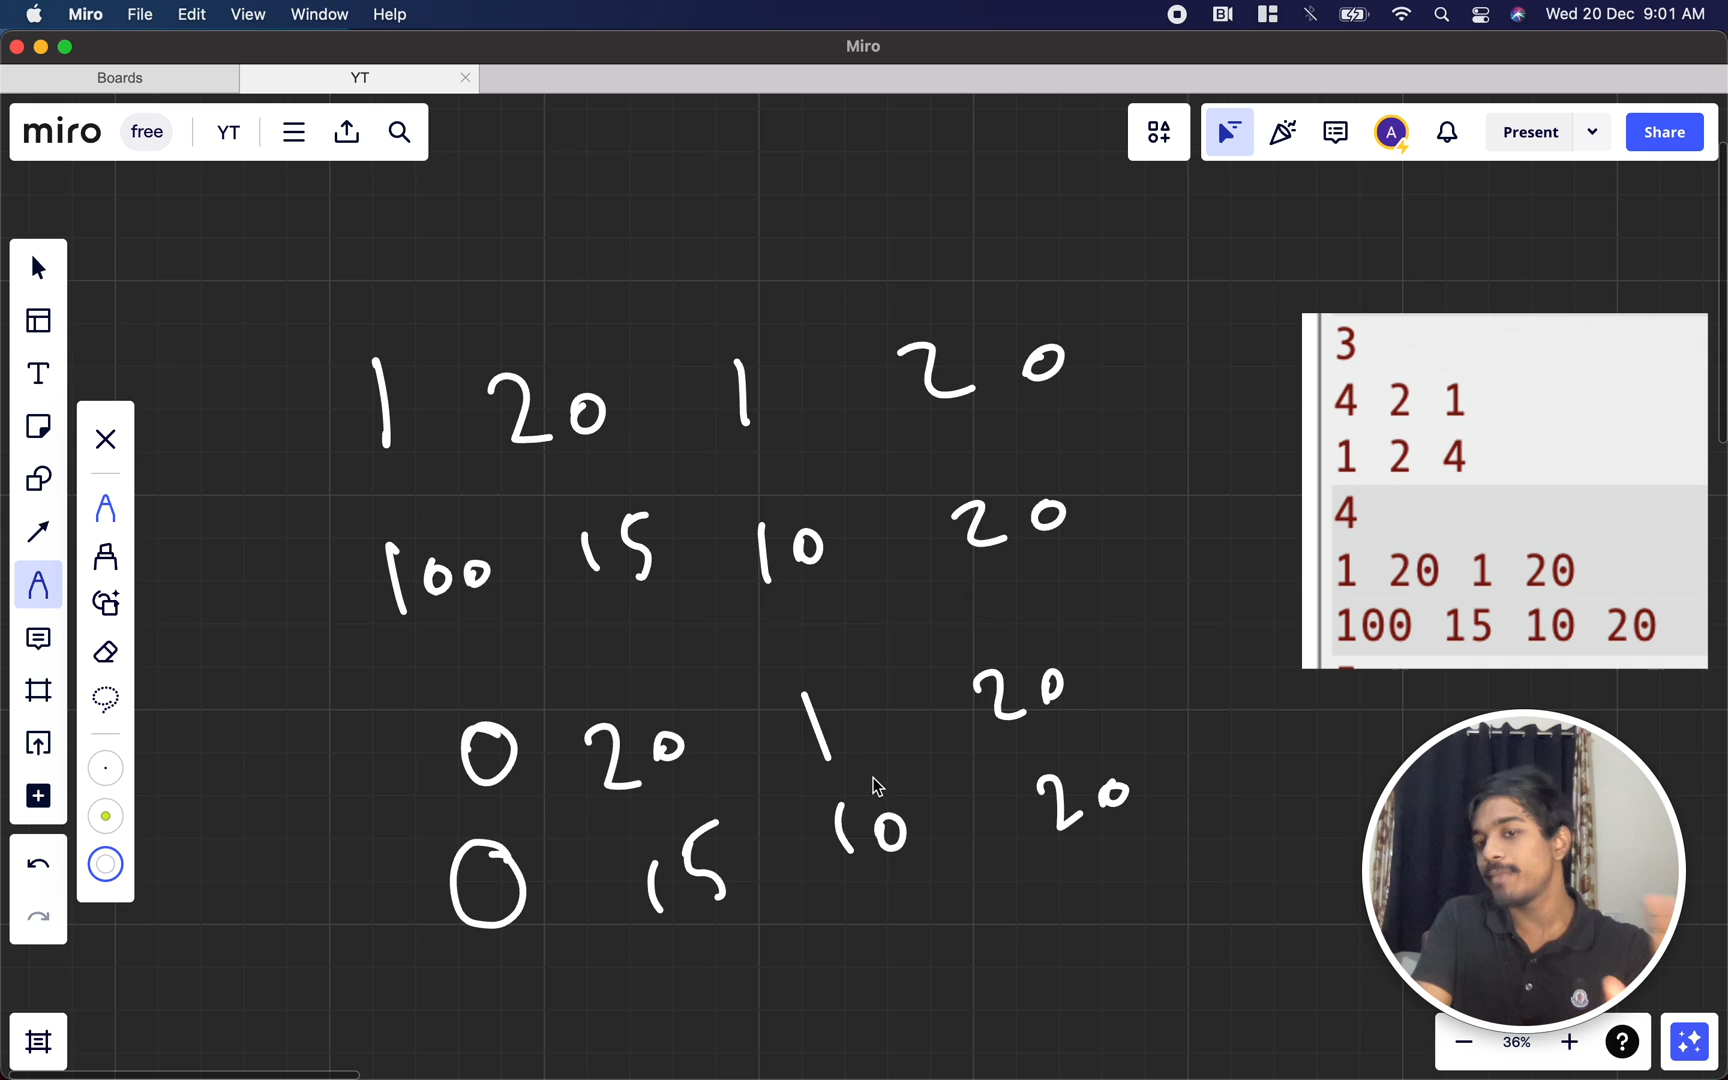 Miro File Edit View Window Help Wed 20 Dec 9:01 AM
Miro
Boards YT
miro free YT Present Share
A
1 20 1 20
100 15 10 20
0 20 1 20
0 15 10 20
3
4 2 1
1 2 4
4
1 20 1 20
100 15 10 20
36% ?